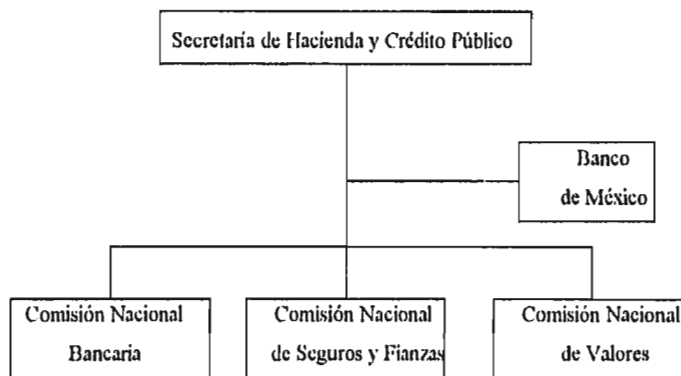 Secretaría de Hacienda y Crédito Público
Banco
de México
Comisión Nacional
Bancaria
Comisión Nacional
de Seguros y Fianzas
Comisión Nacional
de Valores